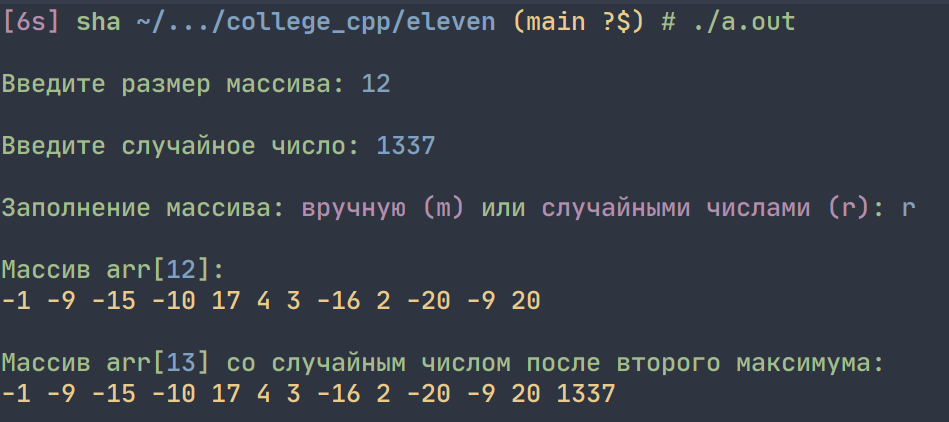 [6s] sha ~/.../college_cpp/eleven (main ?$) # ./a.out
Введите размер массива: 12
Введите случайное число: 1337
Заполнение массива: вручную (m) или случайными числами (r): r
Массив arr[12]:
-1 -9 -15 -10 17 4 3 -16 2 -20 -9 20
Массив arr[13] со случайным числом после второго максимума:
-1 -9 -15 -10 17 4 3 -16 2 -20 -9 20 1337